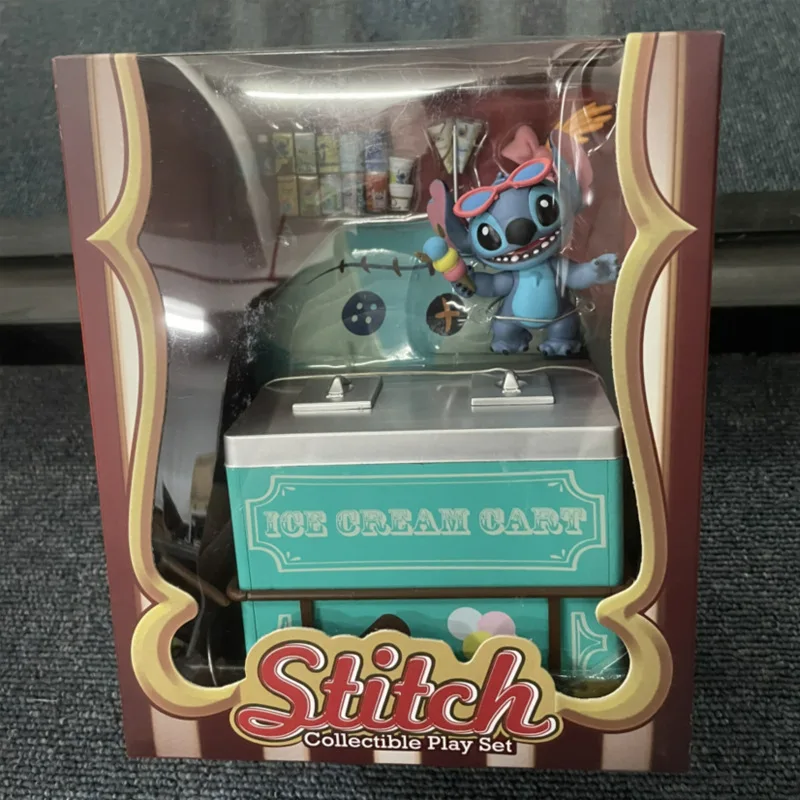 ICE CREAM CART
Stitch
Collectible Play Set